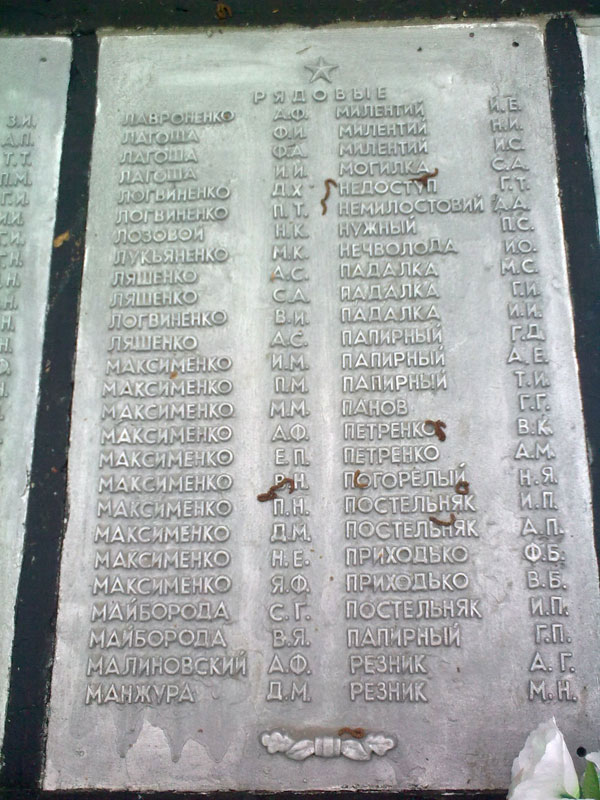 З.И.
А.П.
Т.Т.
П.М.
РЯДОВЫЕ
ЛАВРОНЕНКО А.Ф.
ЛАГОША Ф.И.
ЛАГОША Ф.А.
ЛАГОША И.И.
ЛОГВИНЕНКО Д.Х
ЛОГВИНЕНКО П.Т.
ЛОЗОВОЙ Н.К.
ЛУКЬЯНЕНКО М.К.
ЛЯШЕНКО А.С.
ЛЯШЕНКО С.А.
ЛОГВИНЕНКО В.И.
ЛЯШЕНКО А.С.
МАКСИМЕНКО И.М.
МАКСИМЕНКО П.М.
МАКСИМЕНКО М.М.
МАКСИМЕНКО А.Ф.
МАКСИМЕНКО Е.П.
МАКСИМЕНКО
МАКСИМЕНКО П.Н.
МАКСИМЕНКО Д.М.
МАКСИМЕНКО Н.Е.
МАКСИМЕНКО Я.Ф.
МАЙБОРОДА С.Г.
МАЙБОРОДА В.Я.
МАЛИНОВСКИЙ А.Ф.
МАНЖУРА Д.М.
МИЛЕНТИЙ И.Е.
МИЛЕНТИЙ Н.И.
МИЛЕНТИЙ И.С.
МОГИЛКА С.А.
НЕДОСТУП Г.Т.
НЕМИЛОСТОВИЙ А.А.
НУЖНЫЙ П.С.
НЕЧВОЛОДА И.О.
ПАДАЛКА М.С.
ПАДАЛКА Г.И.
ПАДАЛКА И.И.
ПАПИРНЫЙ Г.Д.
ПАПИРНЫЙ А.Е.
ПАПИРНЫЙ Т.И.
ПАНОВ Г.Г.
ПЕТРЕНКО В.К.
ПЕТРЕНКО А.М.
ПОГОРЕЛЫЙ Н.Я.
ПОСТЕЛЬНЯК И.П.
ПОСТЕЛЬНЯК А.П.
ПРИХОДЬКО Ф.Б.
ПРИХОДЬКО В.Б.
ПОСТЕЛЬНЯК И.П.
ПАПИРНЫЙ Г.П.
РЕЗНИК А.Г.
РЕЗНИК М.Н.